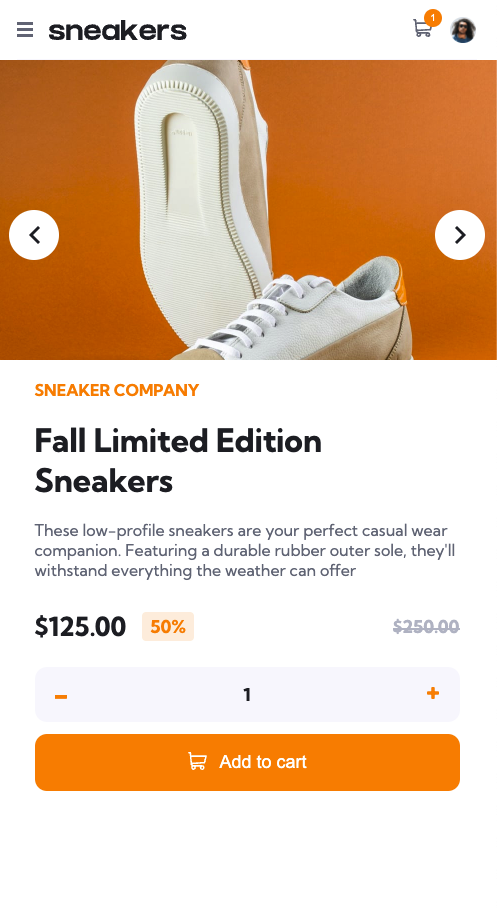 sneakers
1
SNEAKER COMPANY
Fall Limited Edition
Sneakers
These low-profile sneakers are your perfect casual wear
companion. Featuring a durable rubber outer sole, they'll
withstand everything the weather can offer
$125.00 50% $250.00
– 1 +
Add to cart